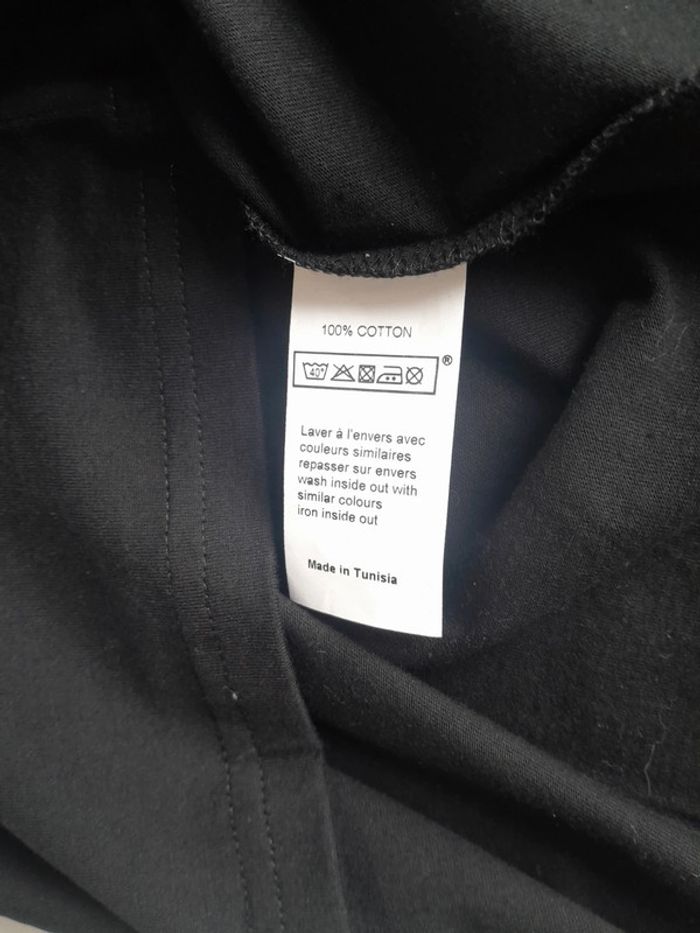 100% COTTON
40° ®
Laver à l'envers avec
couleurs similaires
repasser sur envers
wash inside out with
similar colours
iron inside out
Made in Tunisia